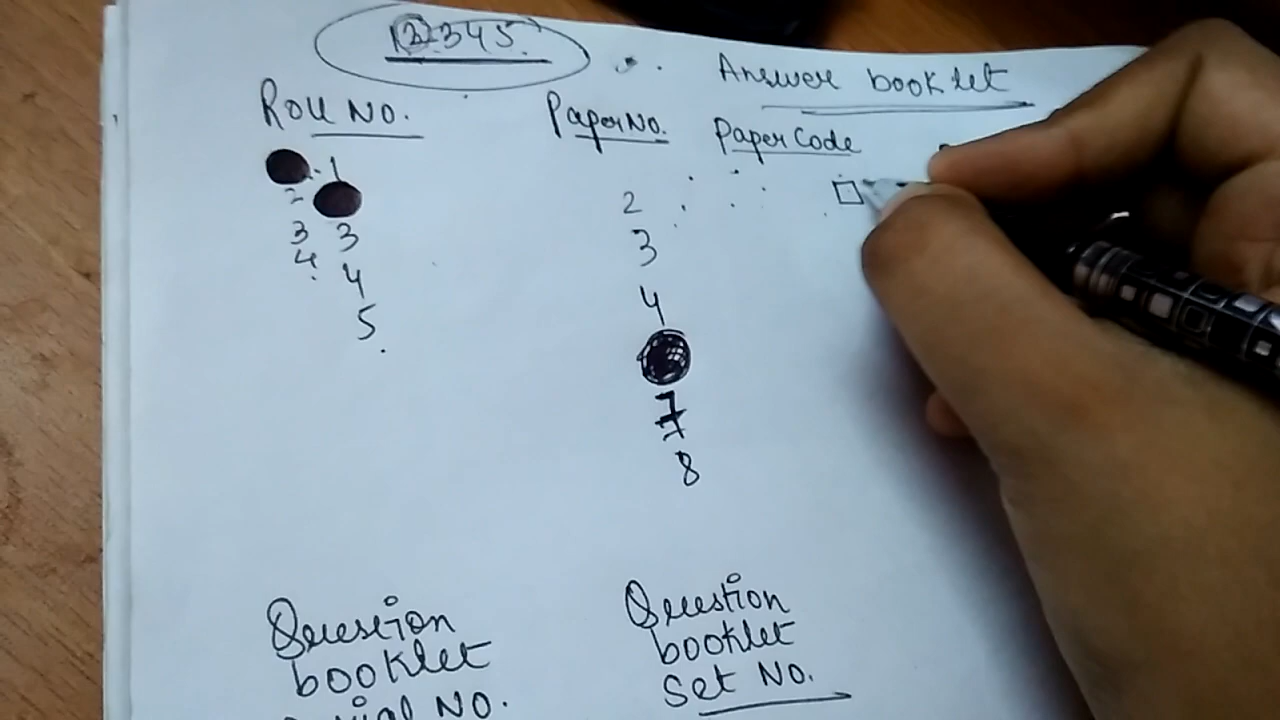 12345.
Answer booklet
Roll No.
Paper No.
Paper Code
1
2
3 3
4 4
5
2
3
4
7
8
Question
booklet
Serial No.
Question
booklet
Set No.